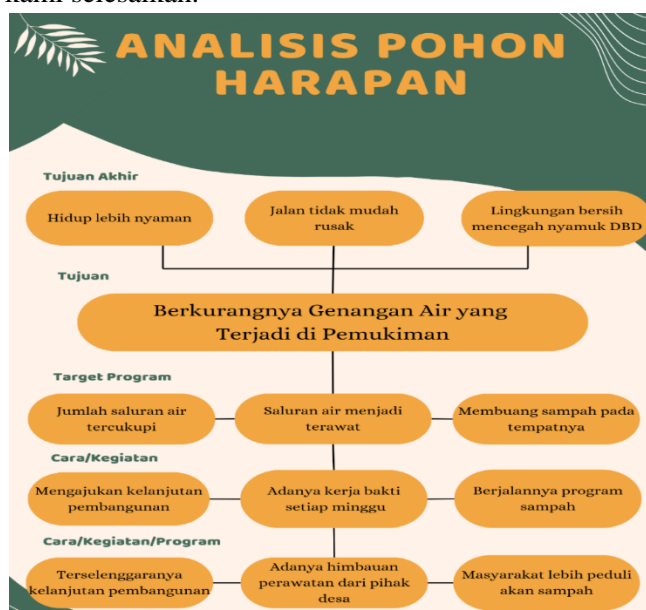 ANALISIS POHON
HARAPAN
Tujuan Akhir
Hidup lebih nyaman
Jalan tidak mudah
rusak
Lingkungan bersih
mencegah nyamuk DBD
Tujuan
Berkurangnya Genangan Air yang
Terjadi di Pemukiman
Target Program
Jumlah saluran air
tercukupi
Saluran air menjadi
terawat
Membuang sampah pada
tempatnya
Cara/Kegiatan
Mengajukan kelanjutan
pembangunan
Adanya kerja bakti
setiap minggu
Berjalannya program
sampah
Cara/Kegiatan/Program
Terselenggaranya
kelanjutan pembangunan
Adanya himbauan
perawatan dari pihak
desa
Masyarakat lebih peduli
akan sampah